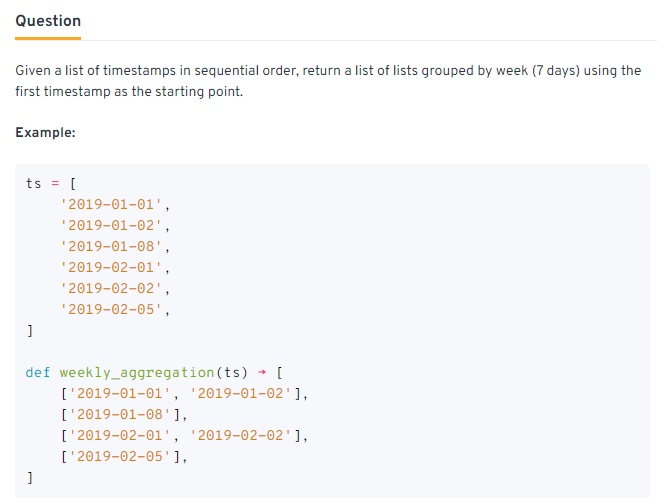 Question
Given a list of timestamps in sequential order, return a list of lists grouped by week (7 days) using the
first timestamp as the starting point.
Example:
ts = [
    '2019-01-01',
    '2019-01-02',
    '2019-01-08',
    '2019-02-01',
    '2019-02-02',
    '2019-02-05',
]
def weekly_aggregation(ts) → [
    ['2019-01-01', '2019-01-02'],
    ['2019-01-08'],
    ['2019-02-01', '2019-02-02'],
    ['2019-02-05'],
]